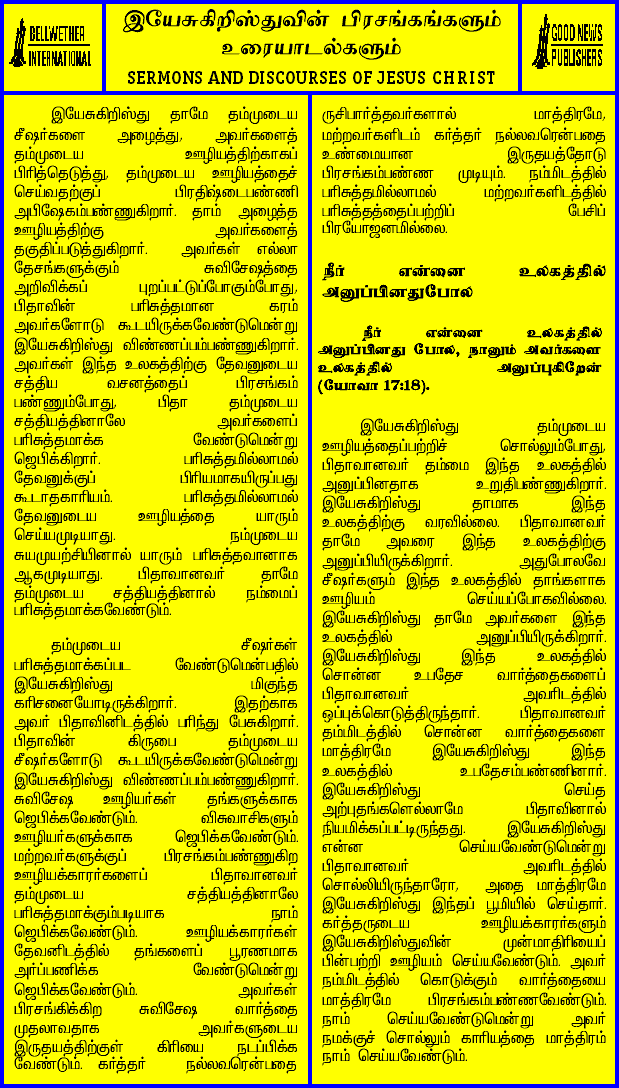 BELLWETHER
INTERNATIONAL
இயேசுகிறிஸ்துவின் பிரசங்கங்களும்
உரையாடல்களும்
SERMONS AND DISCOURSES OF JESUS CHRIST
GOOD NEWS
PUBLISHERS
இயேசுகிறிஸ்து தாமே தம்முடைய
சீஷர்களை அழைத்து, அவர்களைத்
தம்முடைய ஊழியத்திற்காகப்
பிரித்தெடுத்து, தம்முடைய ஊழியத்தைச்
செய்வதற்குப் பிரதிஷ்டைபண்ணி
அபிஷேகம்பண்ணுகிறார். தாம் அழைத்த
ஊழியத்திற்கு அவர்களைத்
தகுதிப்படுத்துகிறார். அவர்கள் எல்லா
தேசங்களுக்கும் சுவிசேஷத்தை
அறிவிக்கப் புறப்பட்டுப்போகும்போது,
பிதாவின் பரிசுத்தமான கரம்
அவர்களோடு கூடயிருக்கவேண்டுமென்று
இயேசுகிறிஸ்து விண்ணப்பம்பண்ணுகிறார்.
அவர்கள் இந்த உலகத்திற்கு தேவனுடைய
சத்திய வசனத்தைப் பிரசங்கம்
பண்ணும்போது, பிதா தம்முடைய
சத்தியத்தினாலே அவர்களைப்
பரிசுத்தமாக்க வேண்டுமென்று
ஜெபிக்கிறார். பரிசுத்தமில்லாமல்
தேவனுக்குப் பிரியமாகயிருப்பது
கூடாதகாரியம். பரிசுத்தமில்லாமல்
தேவனுடைய ஊழியத்தை யாரும்
செய்யமுடியாது. நம்முடைய
சுயமுயற்சியினால் யாரும் பரிசுத்தவானாக
ஆகமுடியாது. பிதாவானவர் தாமே
தம்முடைய சத்தியத்தினால் நம்மைப்
பரிசுத்தமாக்கவேண்டும்.
தம்முடைய சீஷர்கள்
பரிசுத்தமாக்கப்பட வேண்டுமென்பதில்
இயேசுகிறிஸ்து மிகுந்த
கரிசனையோடிருக்கிறார். இதற்காக
அவர் பிதாவினிடத்தில் பரிந்து பேசுகிறார்.
பிதாவின் கிருபை தம்முடைய
சீஷர்களோடு கூடயிருக்கவேண்டுமென்று
இயேசுகிறிஸ்து விண்ணப்பம்பண்ணுகிறார்.
சுவிசேஷ ஊழியர்கள் தங்களுக்காக
ஜெபிக்கவேண்டும். விசுவாசிகளும்
ஊழியர்களுக்காக ஜெபிக்கவேண்டும்.
மற்றவர்களுக்குப் பிரசங்கம்பண்ணுகிற
ஊழியக்காரர்களைப் பிதாவானவர்
தம்முடைய சத்தியத்தினாலே
பரிசுத்தமாக்கும்படியாக நாம்
ஜெபிக்கவேண்டும். ஊழியக்காரர்கள்
தேவனிடத்தில் தங்களைப் பூரணமாக
அர்ப்பணிக்க வேண்டுமென்று
ஜெபிக்கவேண்டும். அவர்கள்
பிரசங்கிக்கிற சுவிசேஷ வார்த்தை
முதலாவதாக அவர்களுடைய
இருதயத்திற்குள் கிரியை நடப்பிக்க
வேண்டும். கர்த்தர் நல்லவரென்பதை
ருசிபார்த்தவர்களால் மாத்திரமே,
மற்றவர்களிடம் கர்த்தர் நல்லவரென்பதை
உண்மையான இருதயத்தோடு
பிரசங்கம்பண்ண முடியும். நம்மிடத்தில்
பரிசுத்தமில்லாமல் மற்றவர்களிடத்தில்
பரிசுத்தத்தைப்பற்றிப் பேசிப்
பிரயோஜனமில்லை.
நீர் என்னை உலகத்தில்
அனுப்பினதுபோல
நீர் என்னை உலகத்தில்
அனுப்பினது போல, நானும் அவர்களை
உலகத்தில் அனுப்புகிறேன்
(யோவா 17:18).
இயேசுகிறிஸ்து தம்முடைய
ஊழியத்தைப்பற்றிச் சொல்லும்போது,
பிதாவானவர் தம்மை இந்த உலகத்தில்
அனுப்பினதாக உறுதிபண்ணுகிறார்.
இயேசுகிறிஸ்து தாமாக இந்த
உலகத்திற்கு வரவில்லை. பிதாவானவர்
தாமே அவரை இந்த உலகத்திற்கு
அனுப்பியிருக்கிறார். அதுபோலவே
சீஷர்களும் இந்த உலகத்தில் தாங்களாக
ஊழியம் செய்யப்போகவில்லை.
இயேசுகிறிஸ்து தாமே அவர்களை இந்த
உலகத்தில் அனுப்பியிருக்கிறார்.
இயேசுகிறிஸ்து இந்த உலகத்தில்
சொன்ன உபதேச வார்த்தைகளைப்
பிதாவானவர் அவரிடத்தில்
ஒப்புக்கொடுத்திருந்தார். பிதாவானவர்
தம்மிடத்தில் சொன்ன வார்த்தைகளை
மாத்திரமே இயேசுகிறிஸ்து இந்த
உலகத்தில் உபதேசம்பண்ணினார்.
இயேசுகிறிஸ்து செய்த
அற்புதங்களெல்லாமே பிதாவினால்
நியமிக்கப்பட்டிருந்தது. இயேசுகிறிஸ்து
என்ன செய்யவேண்டுமென்று
பிதாவானவர் அவரிடத்தில்
சொல்லியிருந்தாரோ, அதை மாத்திரமே
இயேசுகிறிஸ்து இந்தப் பூமியில் செய்தார்.
கர்த்தருடைய ஊழியக்காரர்களும்
இயேசுகிறிஸ்துவின் முன்மாதிரியைப்
பின்பற்றி ஊழியம் செய்யவேண்டும். அவர்
நம்மிடத்தில் கொடுக்கும் வார்த்தையை
மாத்திரமே பிரசங்கம்பண்ணவேண்டும்.
நாம் செய்யவேண்டுமென்று அவர்
நமக்குச் சொல்லும் காரியத்தை மாத்திரம்
நாம் செய்யவேண்டும்.